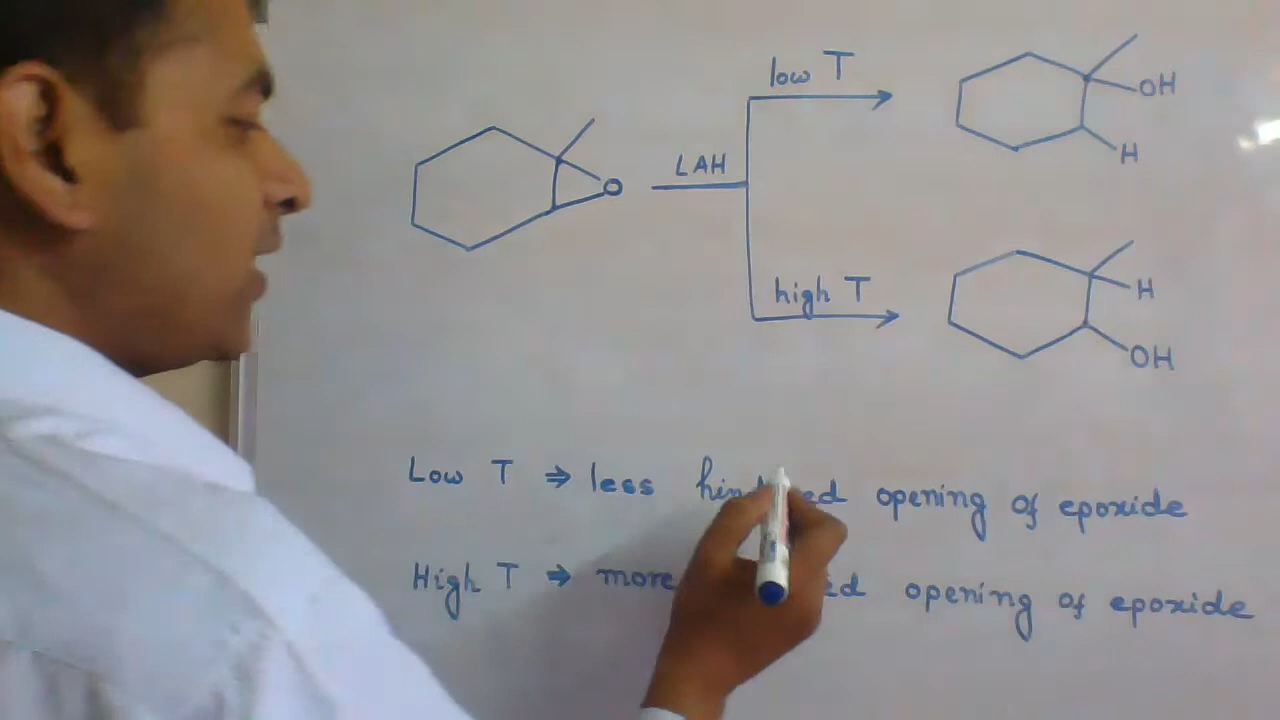 low T
OH
H
LAH
O
high T
H
OH
Low T ⇒ less opening of epoxide
High T ⇒ more opening of epoxide